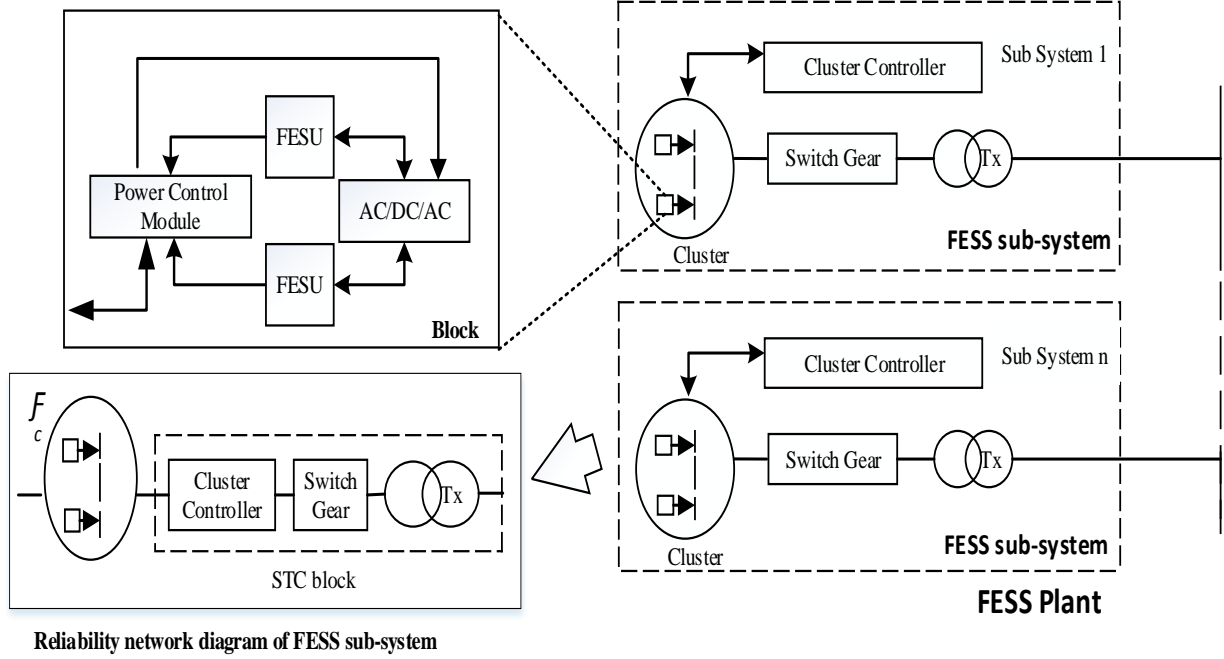 FESU
Power Control
Module
AC/DC/AC
FESU
Block
Cluster Controller
Sub System 1
Switch Gear
Tx
Cluster
FESS sub-system
Cluster Controller
Sub System n
Switch Gear
Tx
Cluster
FESS sub-system
FESS Plant
F
c
Cluster
Controller
Switch
Gear
Tx
STC block
Reliability network diagram of FESS sub-system